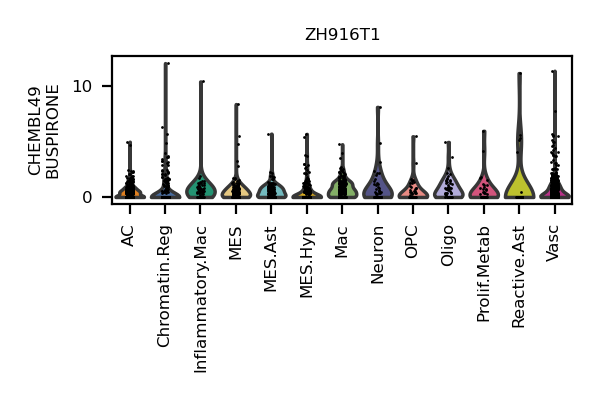 ZH916T1
CHEMBL49
BUSPIRONE
10
0
AC
Chromatin.Reg
Inflammatory.Mac
MES
MES.Ast
MES.Hyp
Mac
Neuron
OPC
Oligo
Prolif.Metab
Reactive.Ast
Vasc